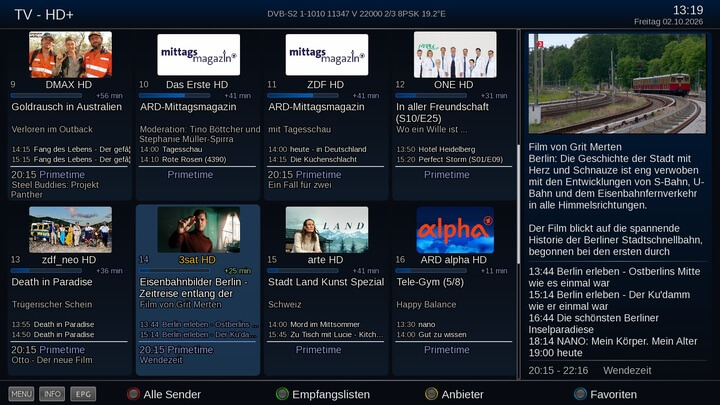 TV - HD+
DVB-S2 1-1010 11347 V 22000 2/3 8PSK 19.2°E
13:19
Freitag 02.10.2026
mittags magazin
mittags magazin
9
DMAX HD
+56 min
Goldrausch in Australien
Verloren im Outback
14:15 Fang des Lebens - Der gefä
15:15 Fang des Lebens - Der gefä
20:15 Primetime
Steel Buddies: Projekt
Panther
10
Das Erste HD
+41 min
ARD-Mittagsmagazin
Moderation: Tino Böttcher und
Stephanie Müller-Spirra
14:00 Tagesschau
14:10 Rote Rosen (4390)
Primetime
11
ZDF HD
+41 min
ARD-Mittagsmagazin
mit Tagesschau
14:00 heute - in Deutschland
14:15 Die Küchenschlacht
20:15 Primetime
Ein Fall für zwei
12
ONE HD
+31 min
In aller Freundschaft
(S10/E25)
Wo ein Wille ist ...
13:50 Hotel Heidelberg
15:20 Perfect Storm (S01/E09)
Primetime
13
zdf_neo HD
+36 min
Death in Paradise
Trügerischer Schein
13:55 Death in Paradise
14:50 Death in Paradise
20:15 Primetime
Otto - Der neue Film
14
3sat HD
+25 min
Eisenbahnbilder Berlin -
Zeitreise entlang der
Film von Grit Merten
13:44 Berlin erleben - Ostberlins ...
15:14 Berlin erleben - Der Ku'da...
20:15 Primetime
Wendezeit
LAND
15
arte HD
+41 min
Stadt Land Kunst Spezial
Schweiz
14:00 Mord im Mittsommer
15:45 Zu Tisch mit Lucie - Kitch...
Primetime
alpha
16
ARD alpha HD
+11 min
Tele-Gym (5/8)
Happy Balance
13:30 nano
14:00 Gut zu wissen
Primetime
Film von Grit Merten
Berlin: Die Geschichte der Stadt mit
Herz und Schnauze ist eng verwoben
mit den Entwicklungen von S-Bahn, U-
Bahn und dem Eisenbahnfernverkehr
in alle Himmelsrichtungen.
Der Film blickt auf die spannende
Historie der Berliner Stadtschnellbahn,
begonnen bei den ersten durch
13:44 Berlin erleben - Ostberlins Mitte
wie es einmal war
15:14 Berlin erleben - Der Ku'damm
wie er einmal war
16:44 Die schönsten Berliner
Inselparadiese
18:14 NANO: Mein Körper. Mein Alter
19:00 heute
20:15 - 22:16 Wendezeit
MENU INFO EPG Alle Sender Empfangslisten Anbieter Favoriten